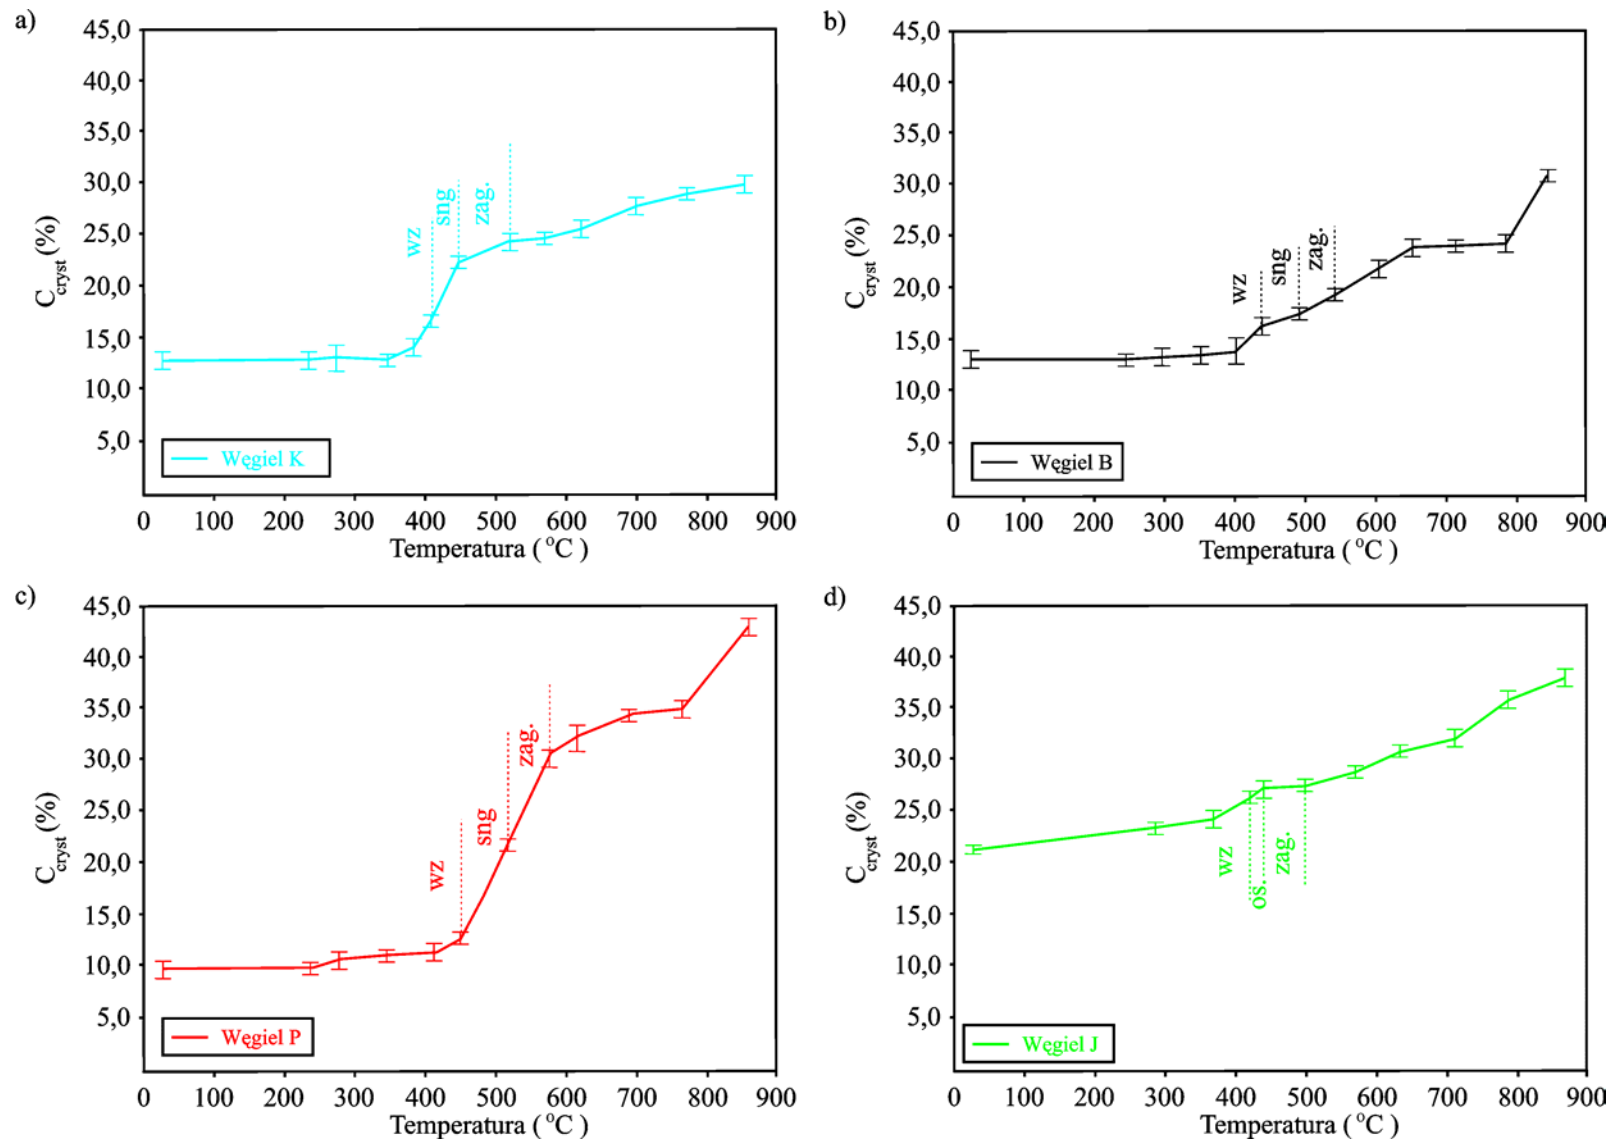 a)
45,0
40,0
35,0
30,0
25,0
20,0
15,0
10,0
5,0
C_cryst (%)
wz
sng
zag.
Węgiel K
0 100 200 300 400 500 600 700 800 900
Temperatura ( °C )
b)
45,0
40,0
35,0
30,0
25,0
20,0
15,0
10,0
5,0
C_cryst (%)
wz
sng
zag.
Węgiel B
0 100 200 300 400 500 600 700 800 900
Temperatura ( °C )
c)
45,0
40,0
35,0
30,0
25,0
20,0
15,0
10,0
5,0
C_cryst (%)
wz
sng
zag.
Węgiel P
0 100 200 300 400 500 600 700 800 900
Temperatura ( °C )
d)
45,0
40,0
35,0
30,0
25,0
20,0
15,0
10,0
5,0
C_cryst (%)
wz
os.
zag.
Węgiel J
0 100 200 300 400 500 600 700 800 900
Temperatura ( °C )